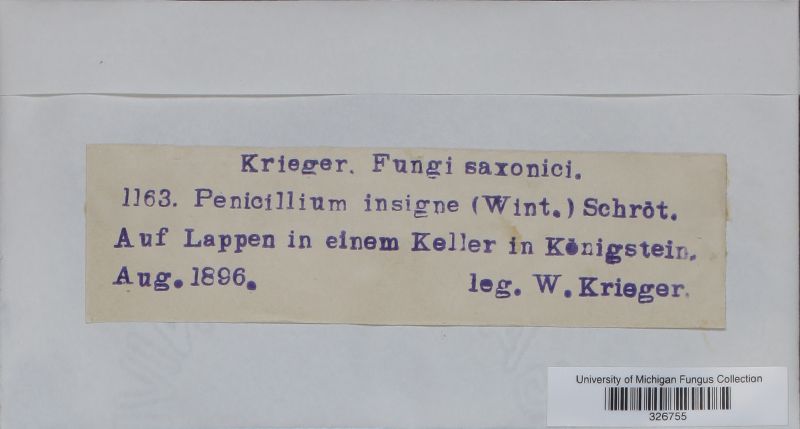 Krieger. Fungi saxonici.
1163. Penicillium insigne (Wint.) Schröt.
Auf Lappen in einem Keller in Königstein.
Aug. 1896. leg. W. Krieger.
University of Michigan Fungus Collection
326755